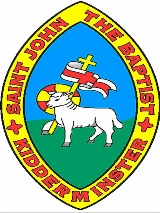 SAINT JOHN THE BAPTIST
KIDDERMINSTER